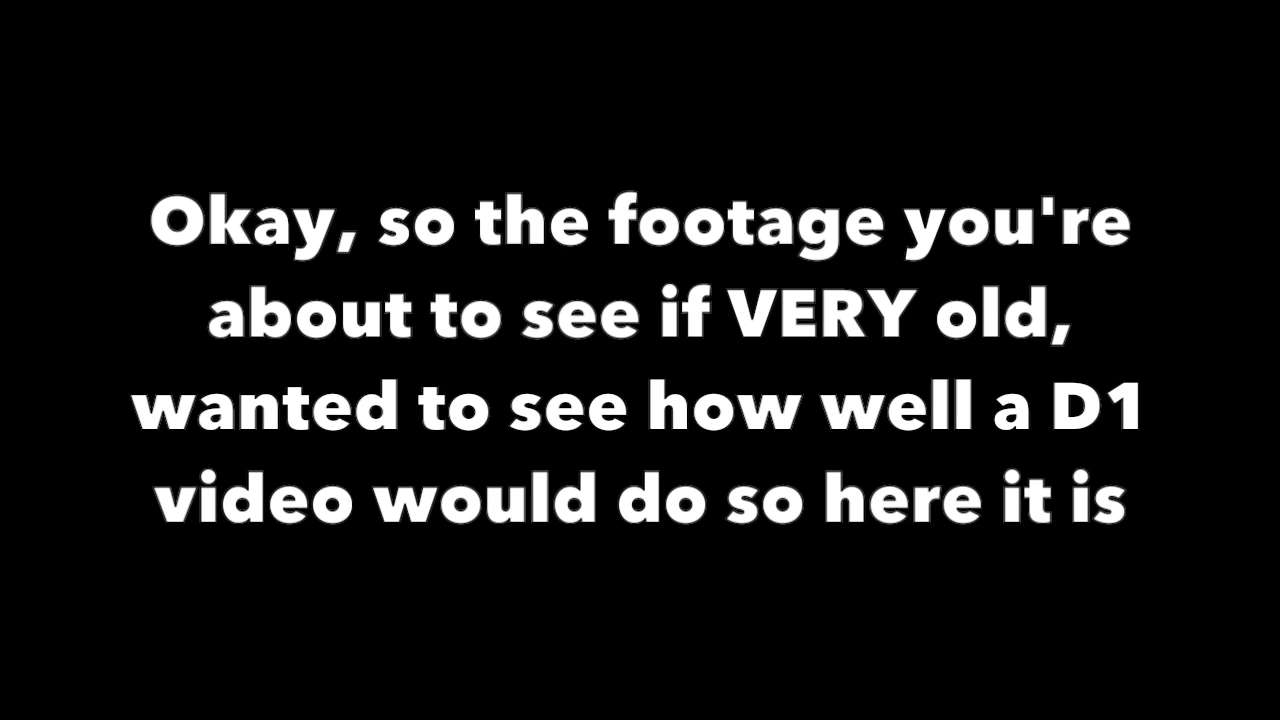 Okay, so the footage you're
about to see if VERY old,
wanted to see how well a D1
video would do so here it is